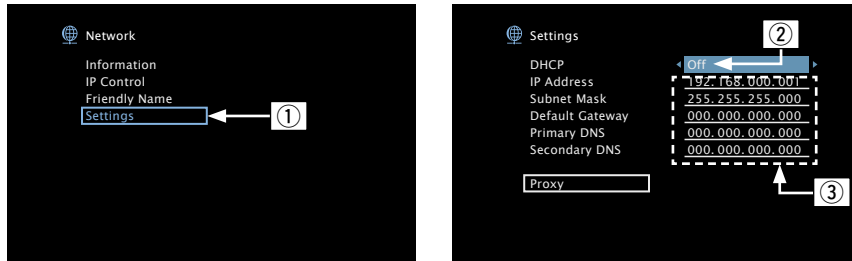 Network
Information
IP Control
Friendly Name
Settings
①
Settings
②
DHCP Off
IP Address 192.168.000.001
Subnet Mask 255.255.255.000
Default Gateway 000.000.000.000
Primary DNS 000.000.000.000
Secondary DNS 000.000.000.000
Proxy
③